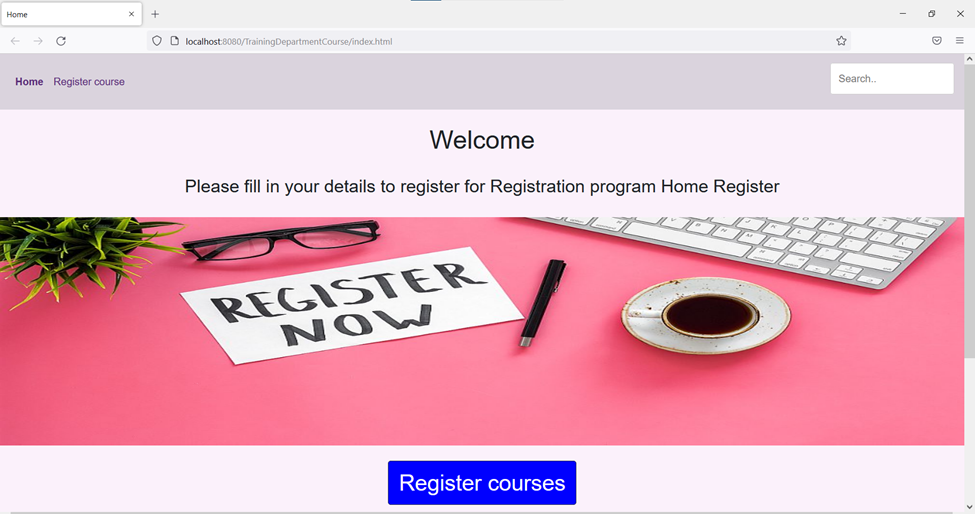 Home
localhost:8080/TrainingDepartmentCourse/index.html
Home Register course
Search..
Welcome
Please fill in your details to register for Registration program Home Register
REGISTER
NOW
Register courses